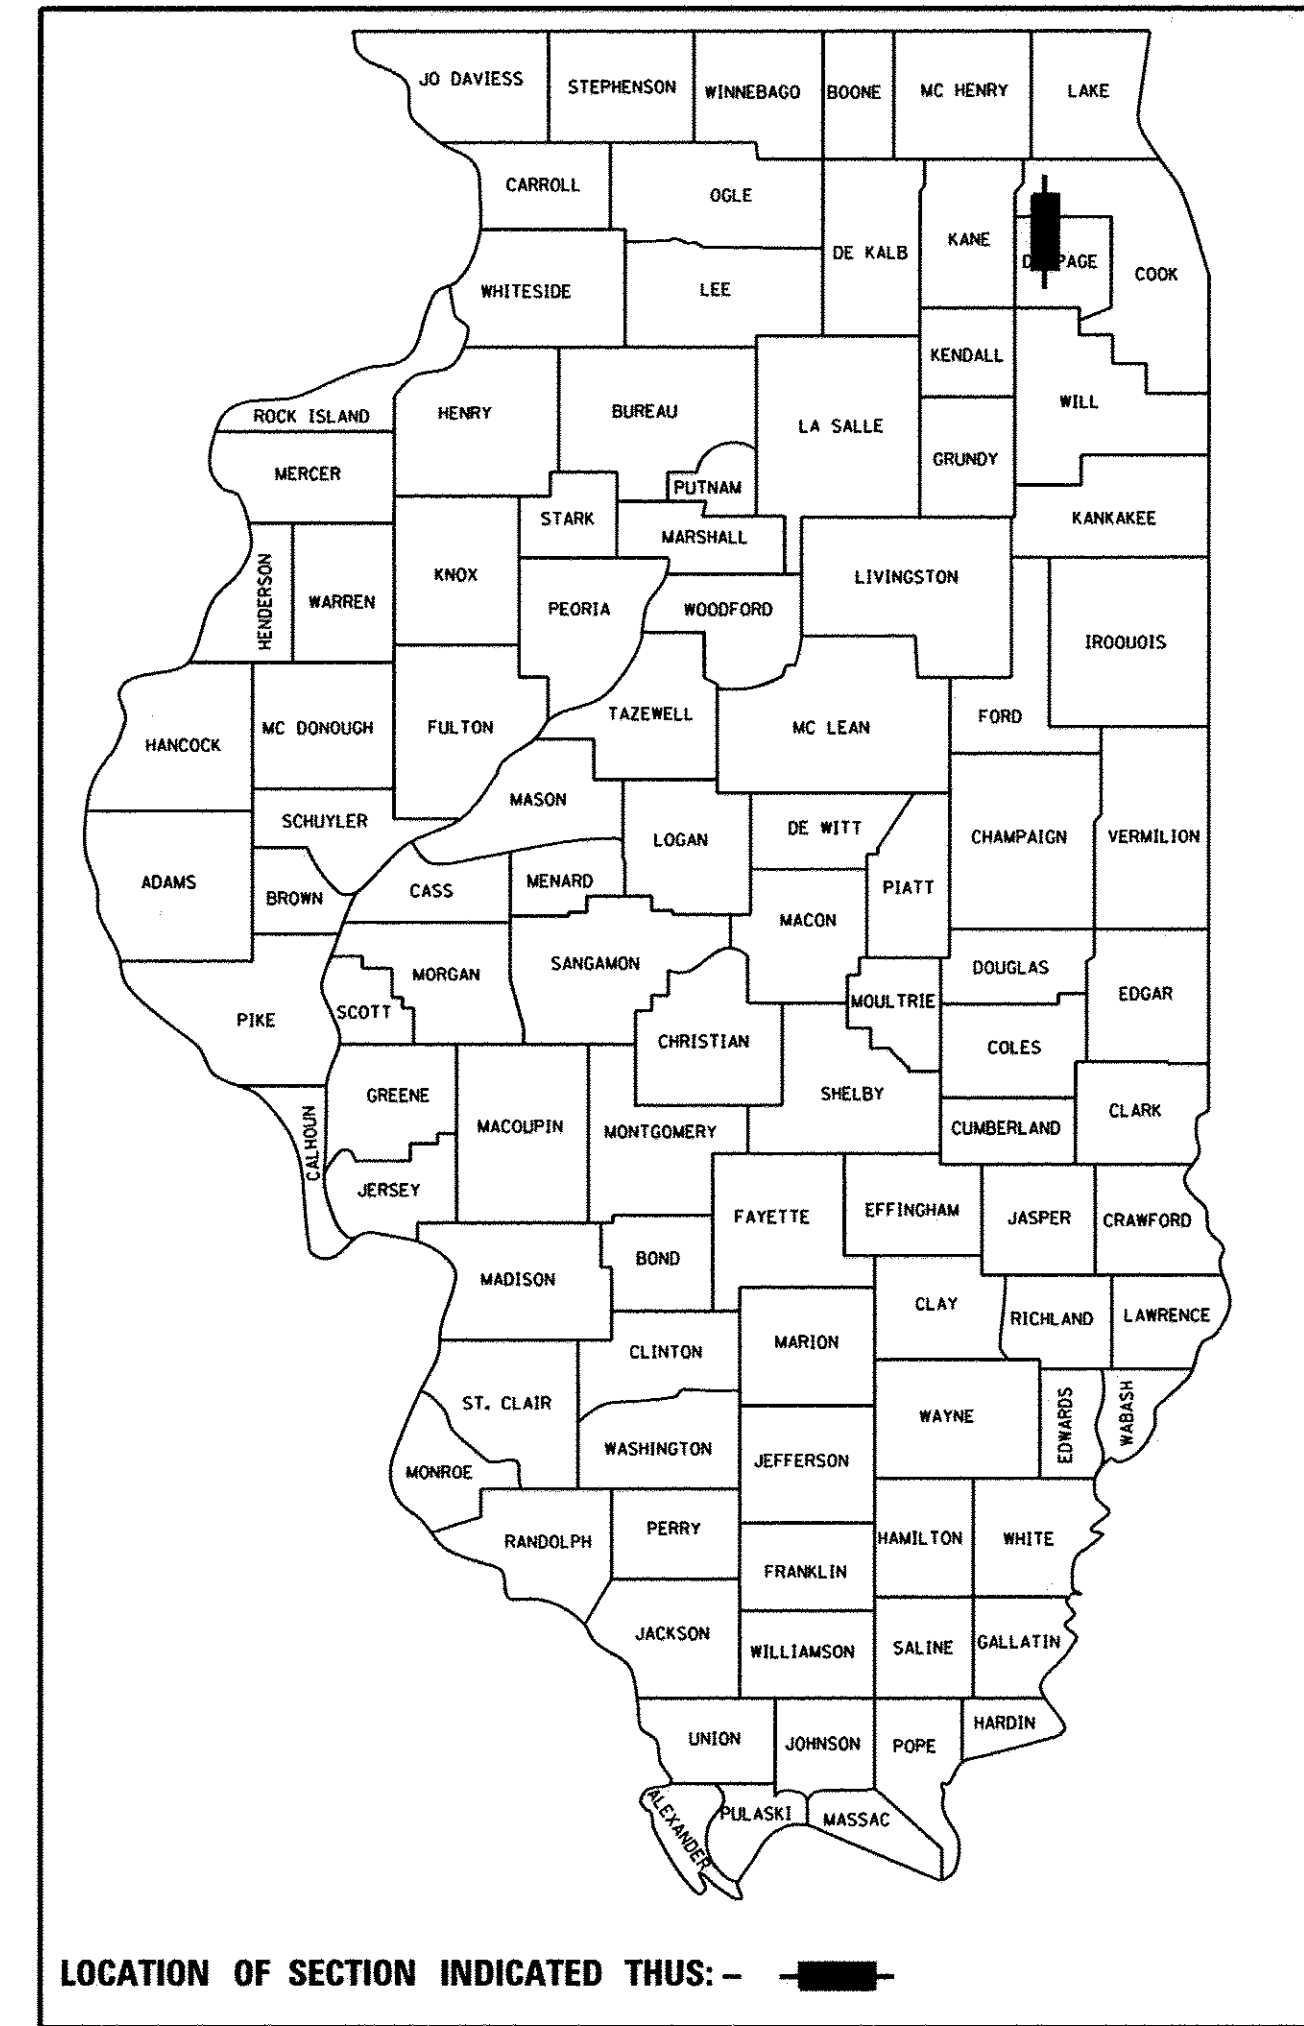 JO DAVIESS
STEPHENSON
WINNEBAGO
BOONE
MC HENRY
LAKE
CARROLL
OGLE
DE KALB
KANE
COOK
WHITESIDE
LEE
KENDALL
ROCK ISLAND
HENRY
BUREAU
LA SALLE
WILL
MERCER
PUTNAM
GRUNDY
STARK
MARSHALL
KANKAKEE
HENDERSON
WARREN
KNOX
PEORIA
WOODFORD
LIVINGSTON
IROQUOIS
HANCOCK
MC DONOUGH
FULTON
TAZEWELL
MC LEAN
FORD
MASON
SCHUYLER
LOGAN
DE WITT
CHAMPAIGN
VERMILION
ADAMS
BROWN
CASS
MENARD
PIATT
MACON
PIKE
SCOTT
MORGAN
SANGAMON
CHRISTIAN
MOULTRIE
DOUGLAS
EDGAR
COLES
CALHOUN
GREENE
MACOUPIN
MONTGOMERY
SHELBY
CUMBERLAND
CLARK
JERSEY
FAYETTE
EFFINGHAM
JASPER
CRAWFORD
MADISON
BOND
CLAY
RICHLAND
LAWRENCE
CLINTON
MARION
ST. CLAIR
WAYNE
EDWARDS
WABASH
MONROE
WASHINGTON
JEFFERSON
RANDOLPH
PERRY
FRANKLIN
HAMILTON
WHITE
JACKSON
WILLIAMSON
SALINE
GALLATIN
UNION
JOHNSON
POPE
HARDIN
ALEXANDER
PULASKI
MASSAC
LOCATION OF SECTION INDICATED THUS: –